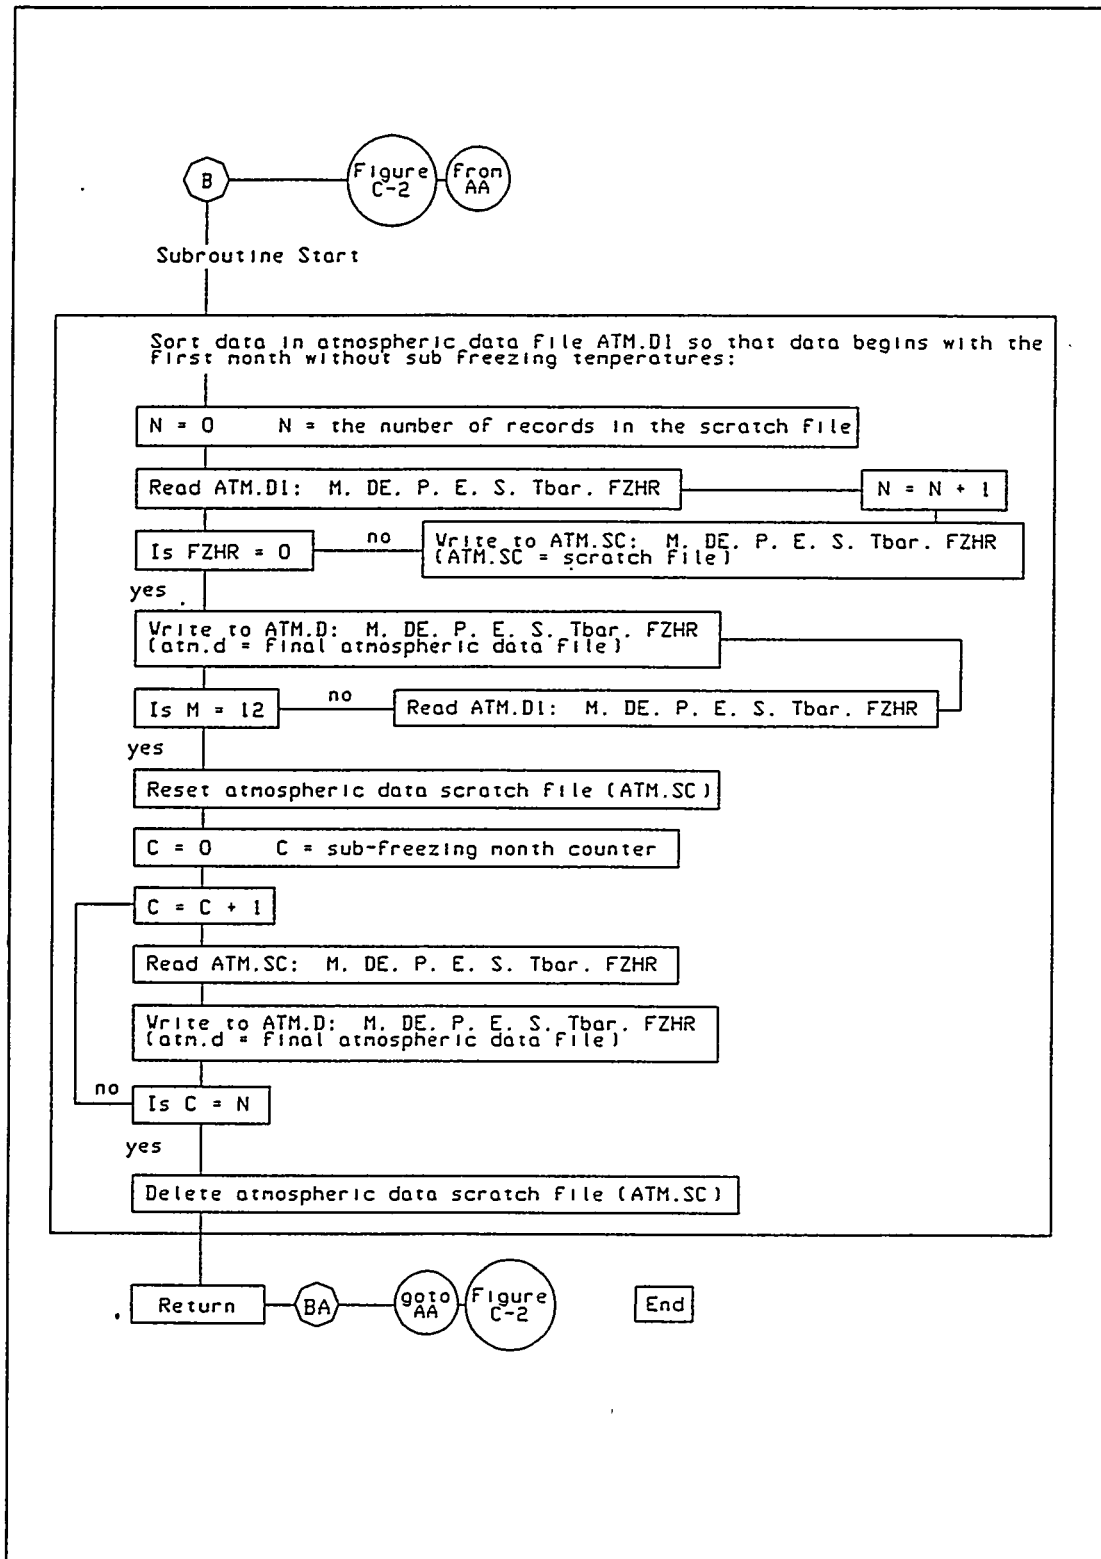 B
Figure
C-2
From
AA
Subroutine Start
Sort data in atmospheric data file ATM.D1 so that data begins with the
first month without sub freezing temperatures:
N = 0 N = the number of records in the scratch file
Read ATM.D1: M. DE. P. E. S. Tbar. FZHR
N = N + 1
Is FZHR = 0
no
Write to ATM.SC: M. DE. P. E. S. Tbar. FZHR
(ATM.SC = scratch file)
yes
Write to ATM.D: M. DE. P. E. S. Tbar. FZHR
(atm.d = final atmospheric data file)
Is M = 12
no
Read ATM.D1: M. DE. P. E. S. Tbar. FZHR
yes
Reset atmospheric data scratch file (ATM.SC)
C = 0 C = sub-freezing month counter
C = C + 1
Read ATM.SC: M. DE. P. E. S. Tbar. FZHR
Write to ATM.D: M. DE. P. E. S. Tbar. FZHR
(atm.d = final atmospheric data file)
no
Is C = N
yes
Delete atmospheric data scratch file (ATM.SC)
Return
BA
goto
AA
Figure
C-2
End